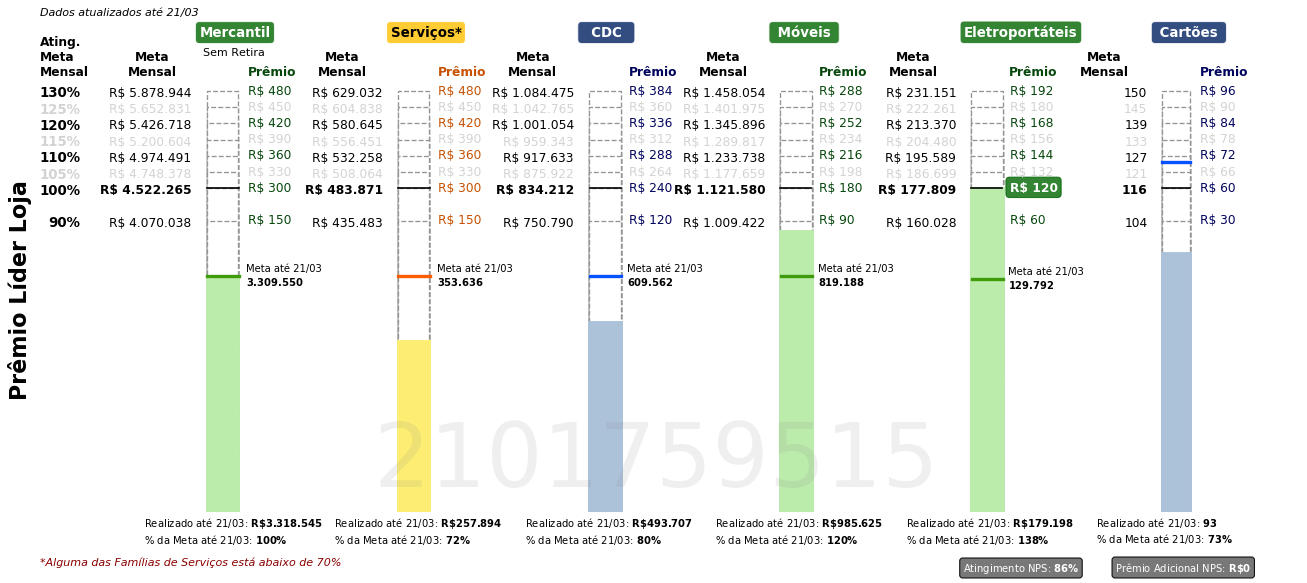 Dados atualizados até 21/03
Mercantil Serviços* CDC Móveis Eletroportáteis Cartões
Sem Retira
Ating. Meta Mensal
Meta Mensal Prêmio Meta Mensal Prêmio Meta Mensal Prêmio Meta Mensal Prêmio Meta Mensal Prêmio Meta Mensal Prêmio
130% R$ 5.878.944 R$ 480 R$ 629.032 R$ 480 R$ 1.084.475 R$ 384 R$ 1.458.054 R$ 288 R$ 231.151 R$ 192 150 R$ 96
125% R$ 5.652.831 R$ 450 R$ 604.838 R$ 450 R$ 1.042.765 R$ 360 R$ 1.401.975 R$ 270 R$ 222.261 R$ 180 145 R$ 90
120% R$ 5.426.718 R$ 420 R$ 580.645 R$ 420 R$ 1.001.054 R$ 336 R$ 1.345.896 R$ 252 R$ 213.370 R$ 168 139 R$ 84
115% R$ 5.200.604 R$ 390 R$ 556.451 R$ 390 R$ 959.343 R$ 312 R$ 1.289.817 R$ 234 R$ 204.480 R$ 156 133 R$ 78
110% R$ 4.974.491 R$ 360 R$ 532.258 R$ 360 R$ 917.633 R$ 288 R$ 1.233.738 R$ 216 R$ 195.589 R$ 144 127 R$ 72
105% R$ 4.748.378 R$ 330 R$ 508.064 R$ 330 R$ 875.922 R$ 264 R$ 1.177.659 R$ 198 R$ 186.699 R$ 132 121 R$ 66
100% R$ 4.522.265 R$ 300 R$ 483.871 R$ 300 R$ 834.212 R$ 240 R$ 1.121.580 R$ 180 R$ 177.809 R$ 120 116 R$ 60
90% R$ 4.070.038 R$ 150 R$ 435.483 R$ 150 R$ 750.790 R$ 120 R$ 1.009.422 R$ 90 R$ 160.028 R$ 60 104 R$ 30
Prêmio Líder Loja
Meta até 21/03 Meta até 21/03 Meta até 21/03 Meta até 21/03 Meta até 21/03
3.309.550 353.636 609.562 819.188 129.792
2101759515
Realizado até 21/03: R$3.318.545 Realizado até 21/03: R$257.894 Realizado até 21/03: R$493.707 Realizado até 21/03: R$985.625 Realizado até 21/03: R$179.198 Realizado até 21/03: 93
% da Meta até 21/03: 100% % da Meta até 21/03: 72% % da Meta até 21/03: 80% % da Meta até 21/03: 120% % da Meta até 21/03: 138% % da Meta até 21/03: 73%
*Alguma das Famílias de Serviços está abaixo de 70%
Atingimento NPS: 86% Prêmio Adicional NPS: R$0